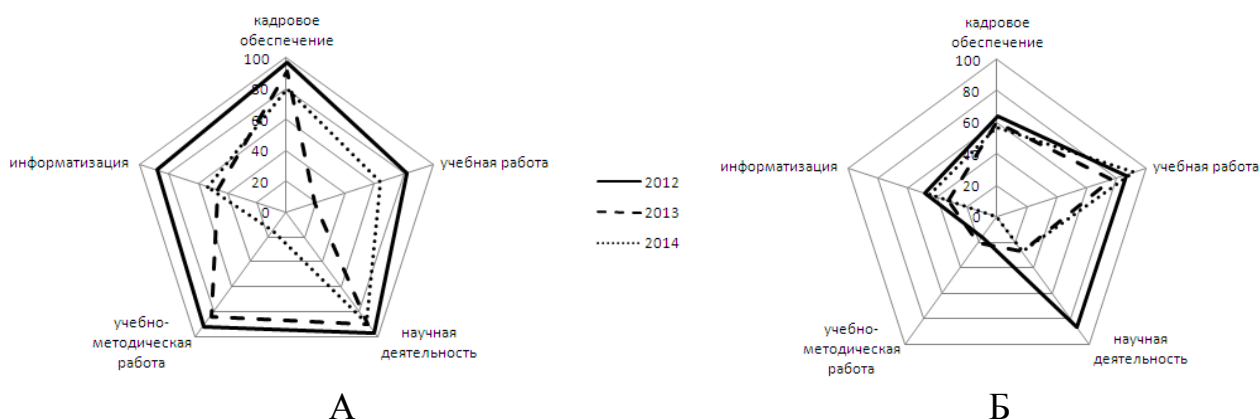 кадровое
обеспечение
100
80
60
40
20
0
учебная работа
научная
деятельность
учебно-
методическая
работа
информатизация
А
2012
2013
2014
кадровое
обеспечение
100
80
60
40
20
0
учебная работа
научная
деятельность
учебно-
методическая
работа
информатизация
Б